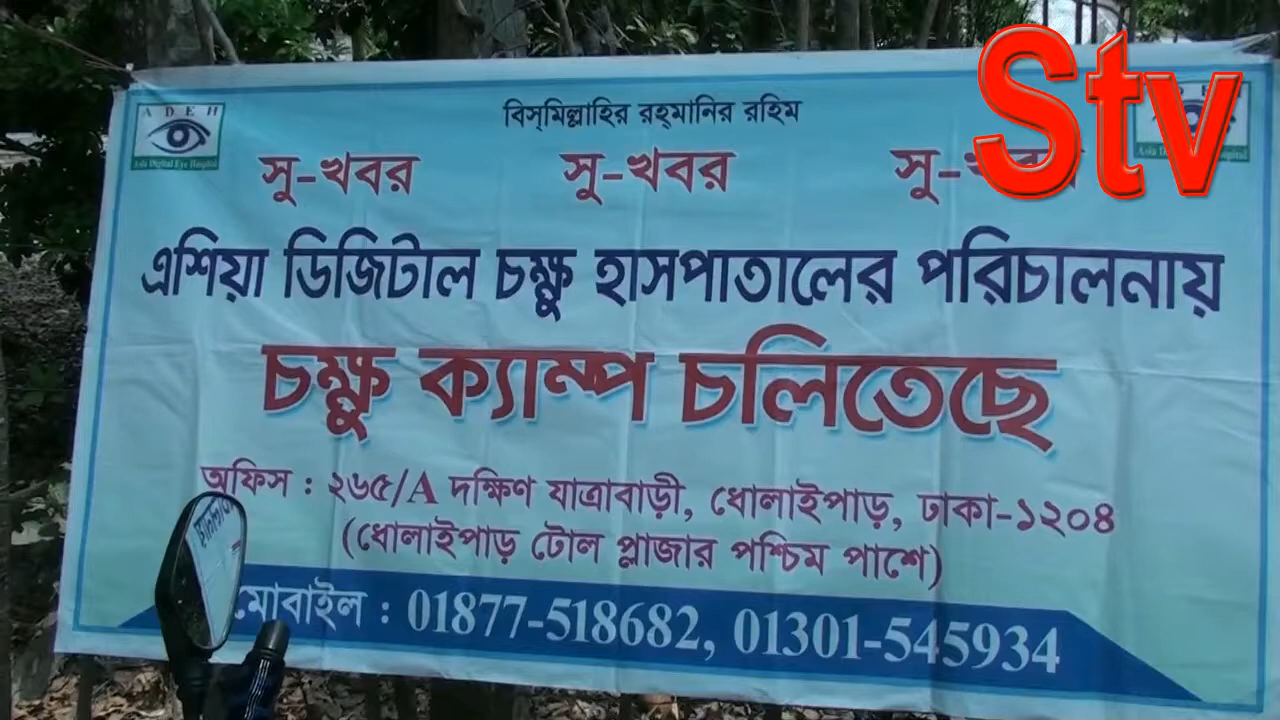 Stv
বিস্‌মিল্লাহির রহ্‌মানির রহিম
A D E H
Asia Digital Eye Hospital
সু-খবর সু-খবর সু-খবর
এশিয়া ডিজিটাল চক্ষু হাসপাতালের পরিচালনায়
চক্ষু ক্যাম্প চলিতেছে
অফিস : ২৬৫/A দক্ষিণ যাত্রাবাড়ী, ধোলাইপাড়, ঢাকা-১২০৪
(ধোলাইপাড় টোল প্লাজার পশ্চিম পাশে)
মোবাইল : 01877-518682, 01301-545934